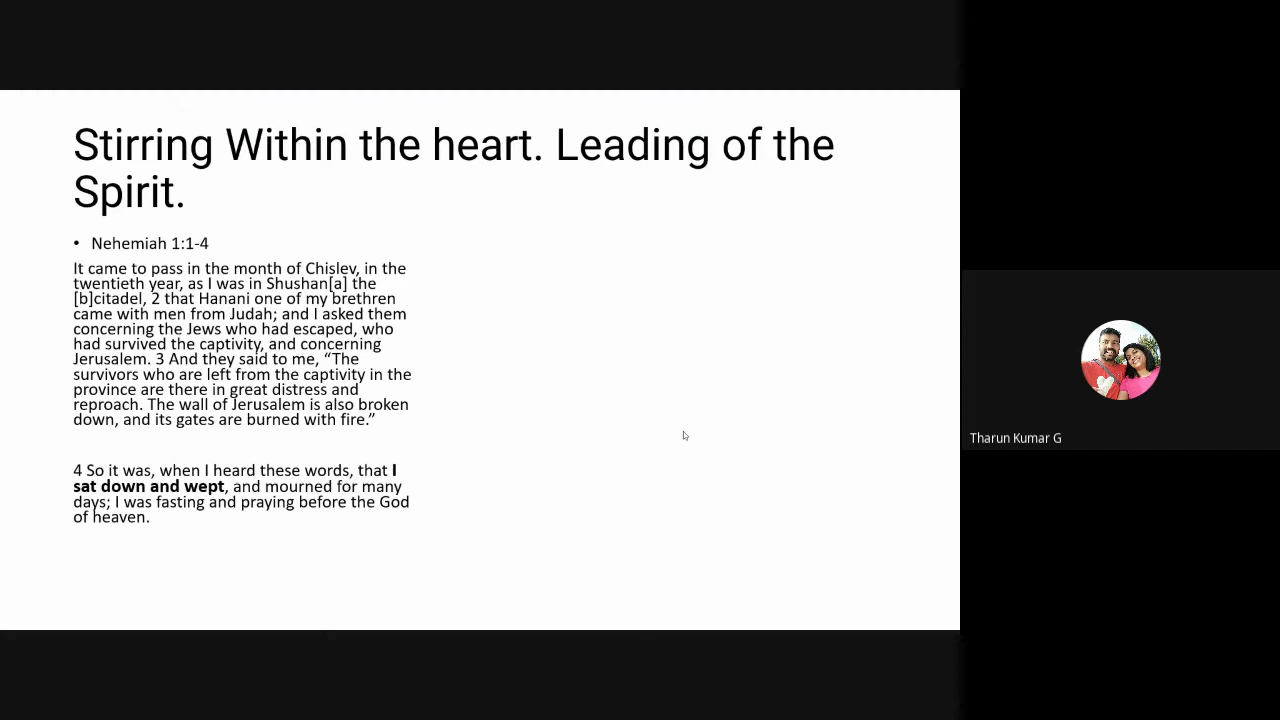 Stirring Within the heart. Leading of the
Spirit.
• Nehemiah 1:1-4
It came to pass in the month of Chislev, in the
twentieth year, as I was in Shushan[a] the
[b]citadel, 2 that Hanani one of my brethren
came with men from Judah; and I asked them
concerning the Jews who had escaped, who
had survived the captivity, and concerning
Jerusalem. 3 And they said to me, “The
survivors who are left from the captivity in the
province are there in great distress and
reproach. The wall of Jerusalem is also broken
down, and its gates are burned with fire.”
4 So it was, when I heard these words, that I
sat down and wept, and mourned for many
days; I was fasting and praying before the God
of heaven.
Tharun Kumar G